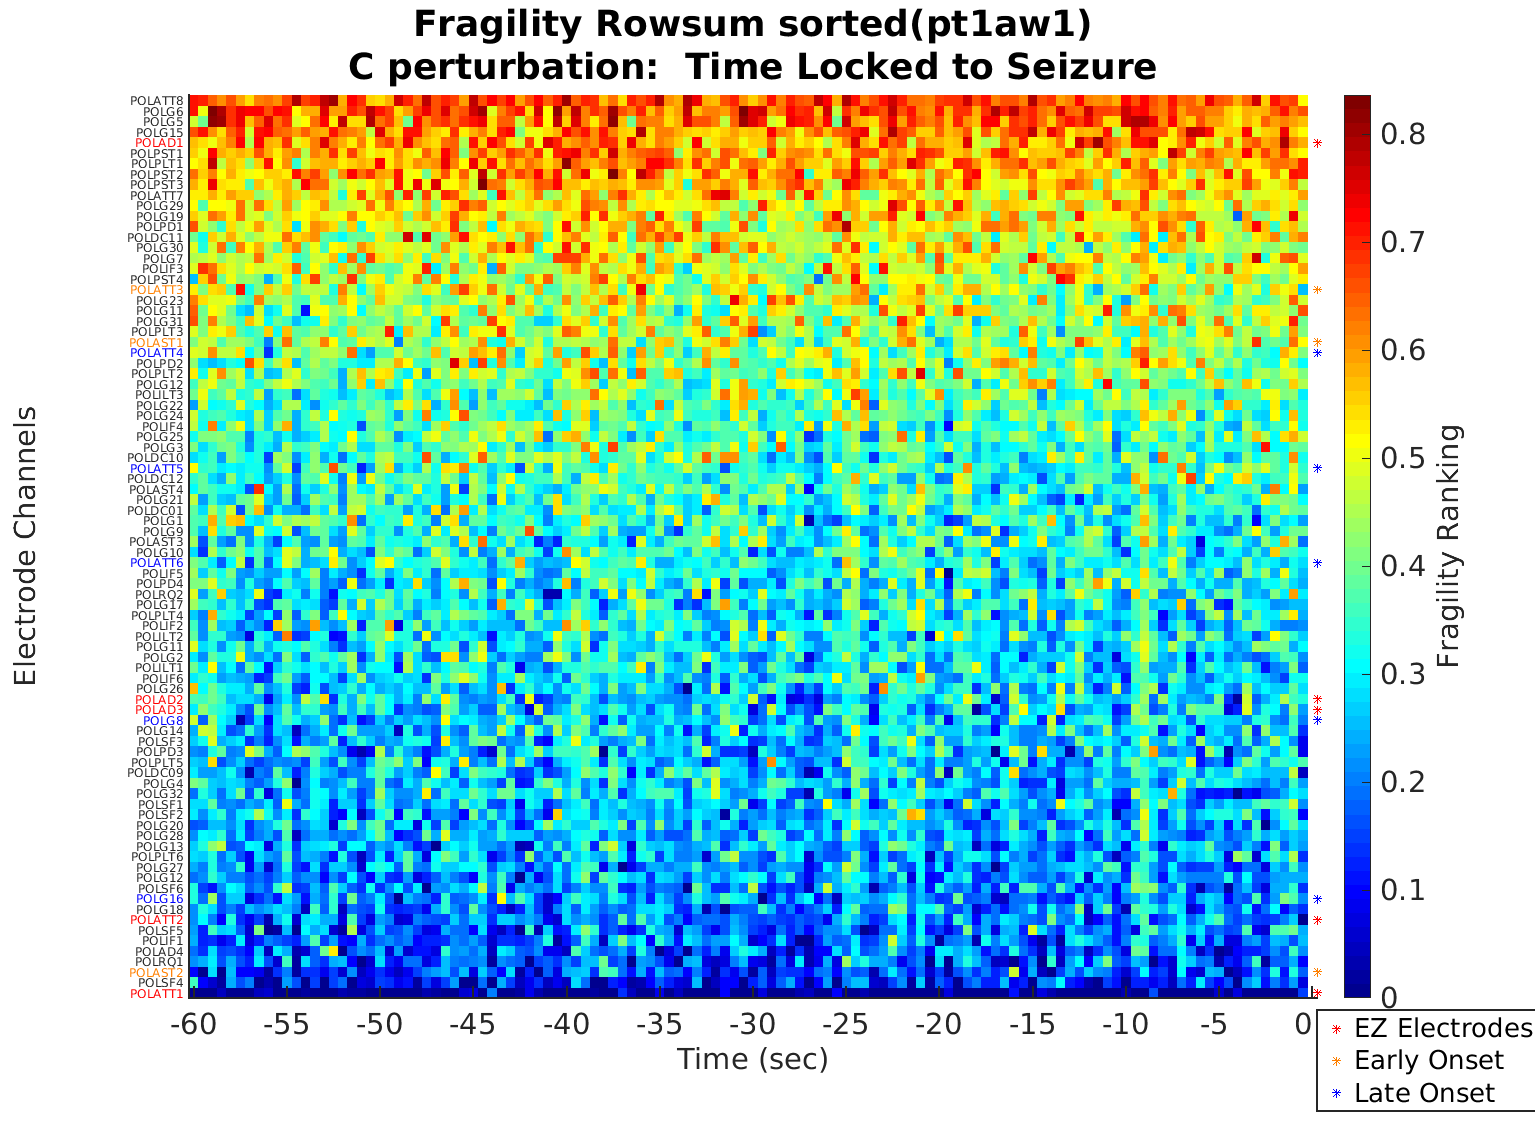 Fragility Rowsum sorted(pt1aw1)
C perturbation:  Time Locked to Seizure
Electrode Channels
POLATT8
POLG6
POLG5
POLG15
POLAD1
POLPST1
POLPLT1
POLPST2
POLPST3
POLATT7
POLG29
POLG19
POLPD1
POLDC11
POLG30
POLG7
POLIF3
POLPST4
POLATT3
POLG23
POLG11
POLG31
POLPLT3
POLAST1
POLATT4
POLPD2
POLPLT2
POLG12
POLILT3
POLG22
POLG24
POLIF4
POLG25
POLG3
POLDC10
POLATT5
POLDC12
POLAST4
POLG21
POLDC01
POLG1
POLG9
POLAST3
POLG10
POLATT6
POLIF5
POLPD4
POLRQ2
POLG17
POLPLT4
POLIF2
POLILT2
POLG11
POLG2
POLILT1
POLIF6
POLG26
POLAD2
POLAD3
POLG8
POLG14
POLSF3
POLPD3
POLPLT5
POLDC09
POLG4
POLG32
POLSF1
POLSF2
POLG20
POLG28
POLG13
POLPLT6
POLG27
POLG12
POLSF6
POLG16
POLG18
POLATT2
POLSF5
POLIF1
POLAD4
POLRQ1
POLAST2
POLSF4
POLATT1
-60 -55 -50 -45 -40 -35 -30 -25 -20 -15 -10 -5 0
Time (sec)
0.8
0.7
0.6
0.5
0.4
0.3
0.2
0.1
0
Fragility Ranking
EZ Electrodes
Early Onset
Late Onset